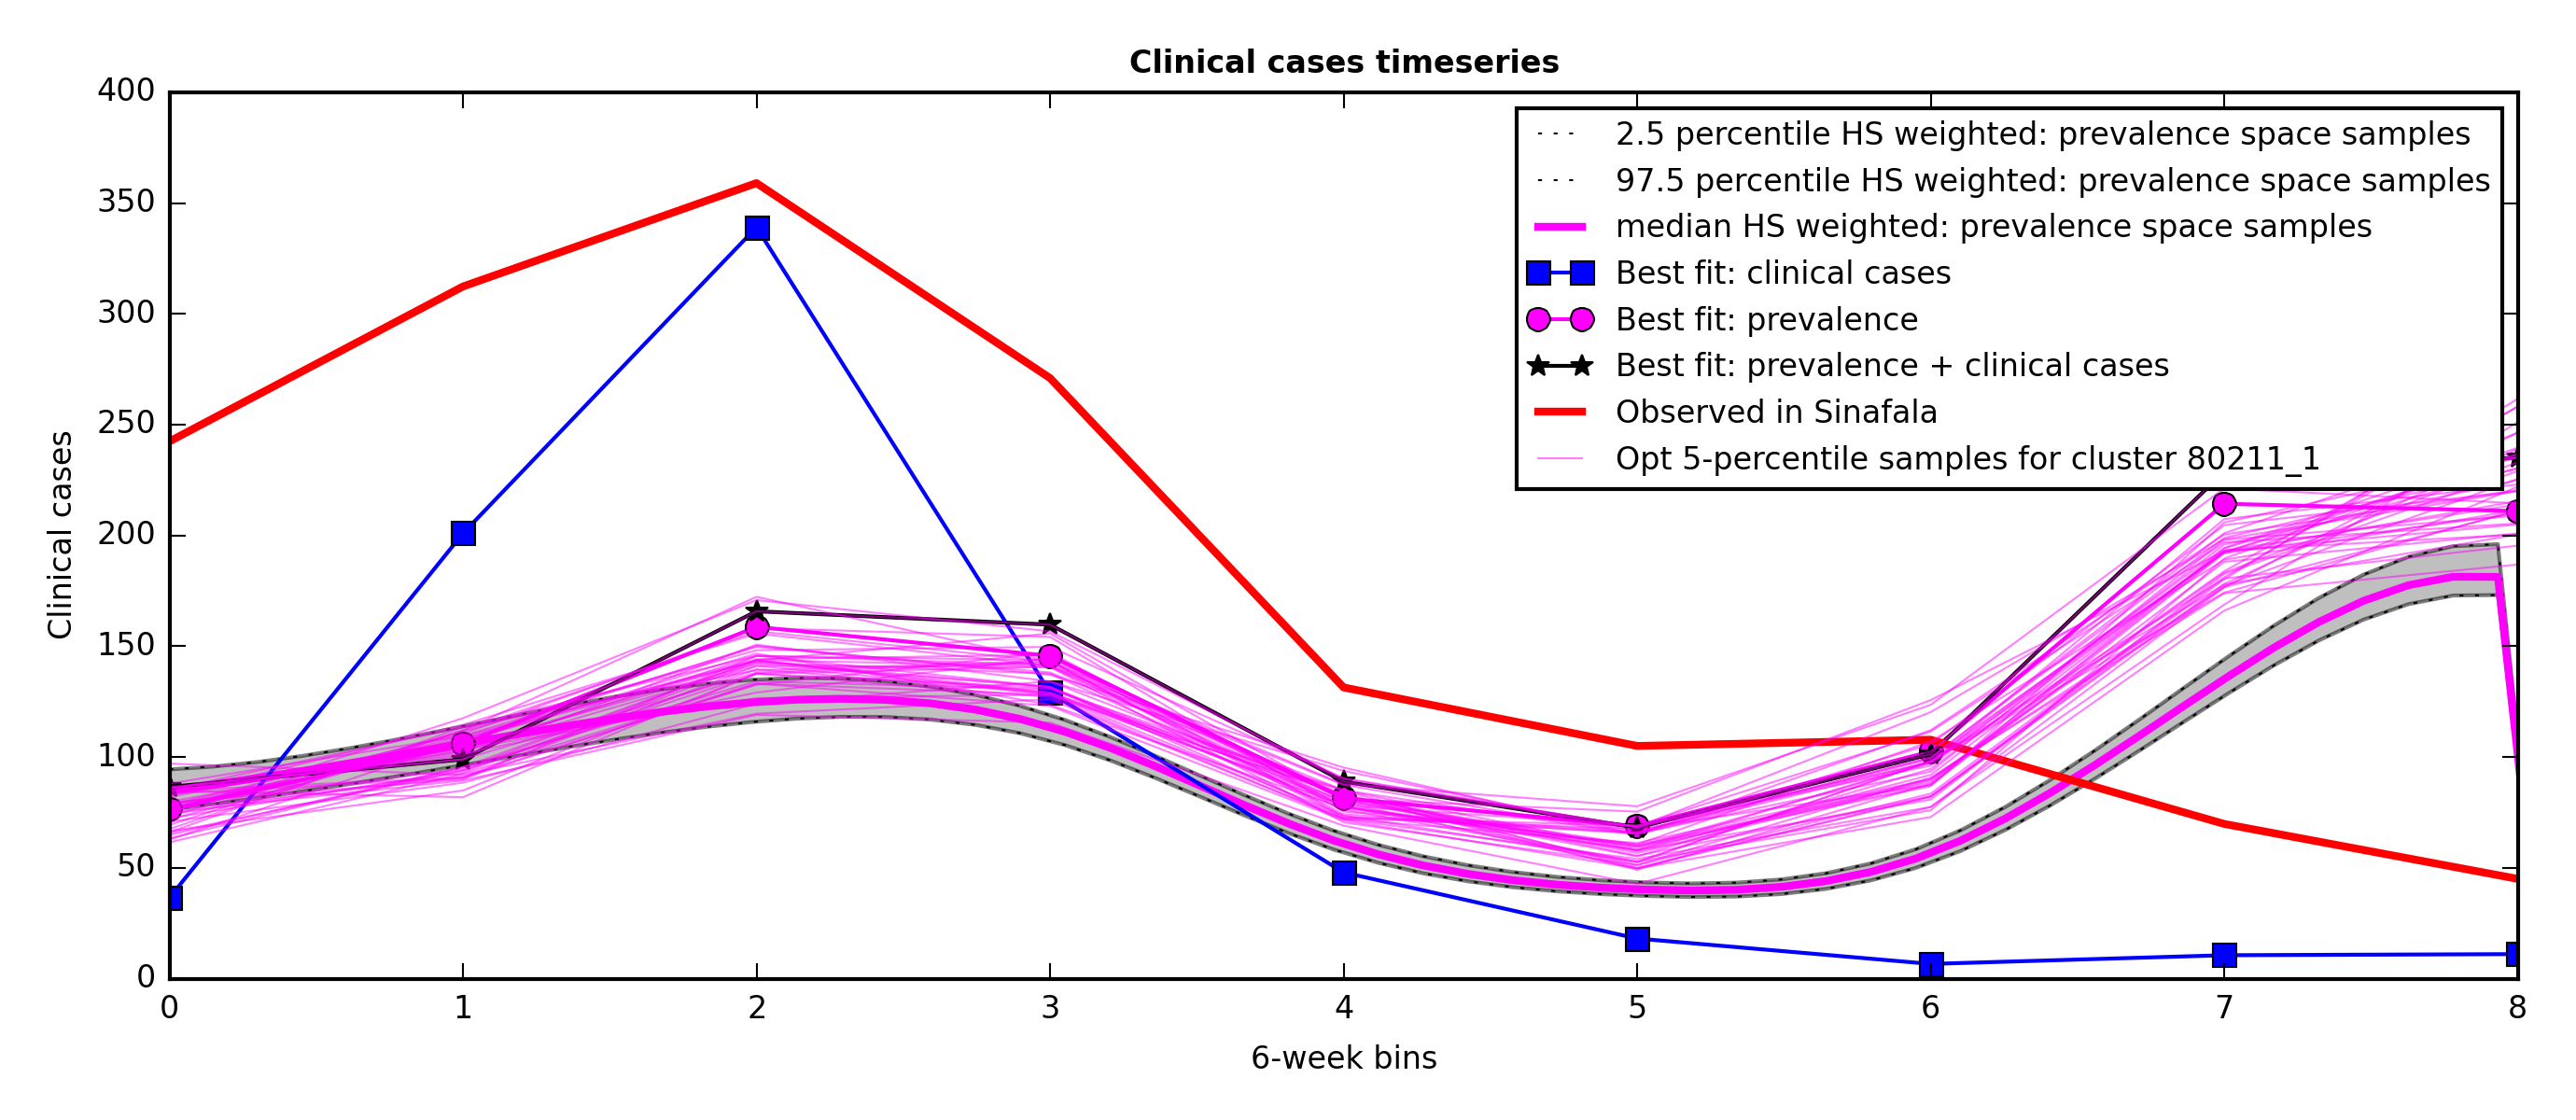 Clinical cases timeseries
400
350
300
250
200
150
100
50
0
Clinical cases
2.5 percentile HS weighted: prevalence space samples
97.5 percentile HS weighted: prevalence space samples
median HS weighted: prevalence space samples
Best fit: clinical cases
Best fit: prevalence
Best fit: prevalence + clinical cases
Observed in Sinafala
Opt 5-percentile samples for cluster 80211_1
0 1 2 3 4 5 6 7 8
6-week bins